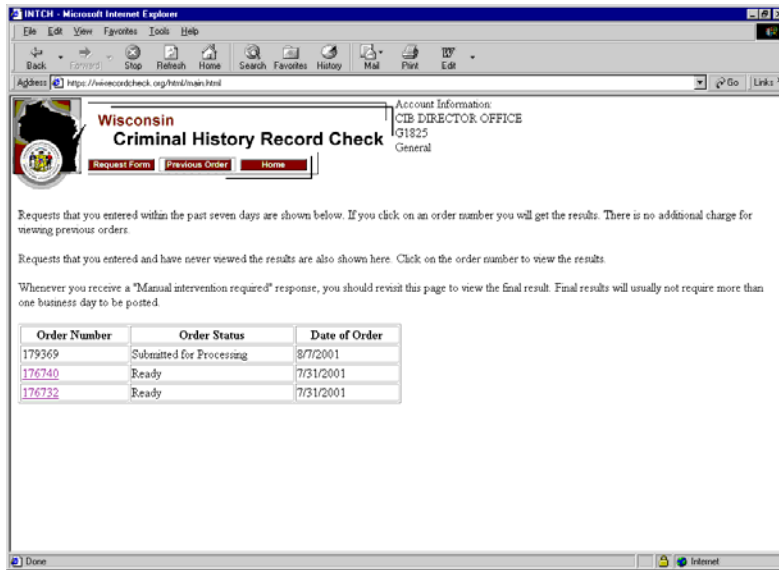 INTCH - Microsoft Internet Explorer
File Edit View Favorites Tools Help
Back Forward Stop Refresh Home Search Favorites History Mail Print Edit
Address https://wirecordcheck.org/html/main.html Go Links
Wisconsin
Criminal History Record Check
Request Form Previous Order Home
Account Information:
CIB DIRECTOR OFFICE
G1825
General
Requests that you entered within the past seven days are shown below. If you click on an order number you will get the results. There is no additional charge for
viewing previous orders.
Requests that you entered and have never viewed the results are also shown here. Click on the order number to view the results.
Whenever you receive a "Manual intervention required" response, you should revisit this page to view the final result. Final results will usually not require more than
one business day to be posted.
Order Number Order Status Date of Order
179369 Submitted for Processing 8/7/2001
176740 Ready 7/31/2001
176732 Ready 7/31/2001
Done Internet